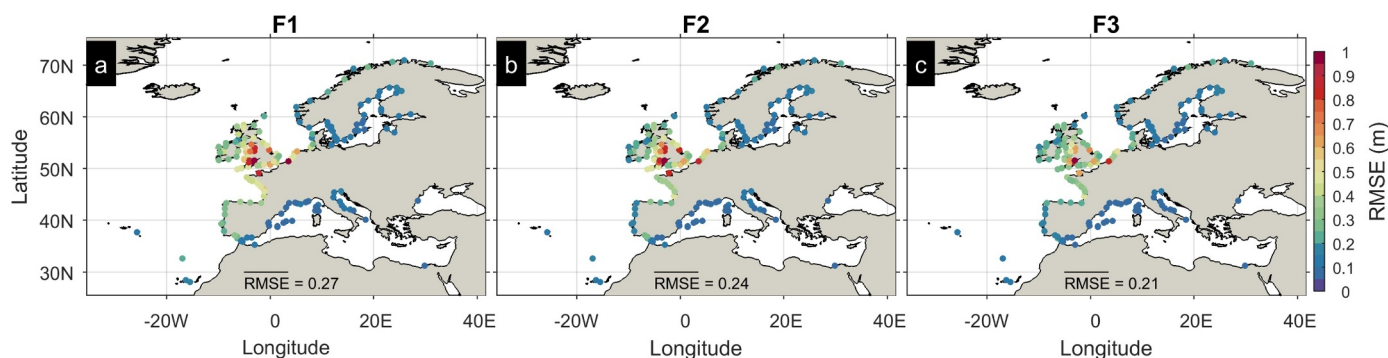 F1
F2
F3
a
b
c
70N
60N
50N
40N
30N
Latitude
RMSE = 0.27
RMSE = 0.24
RMSE = 0.21
-20W 0 20E 40E
-20W 0 20E 40E
-20W 0 20E 40E
Longitude
Longitude
Longitude
1
0.9
0.8
0.7
0.6
0.5
0.4
0.3
0.2
0.1
0
RMSE (m)